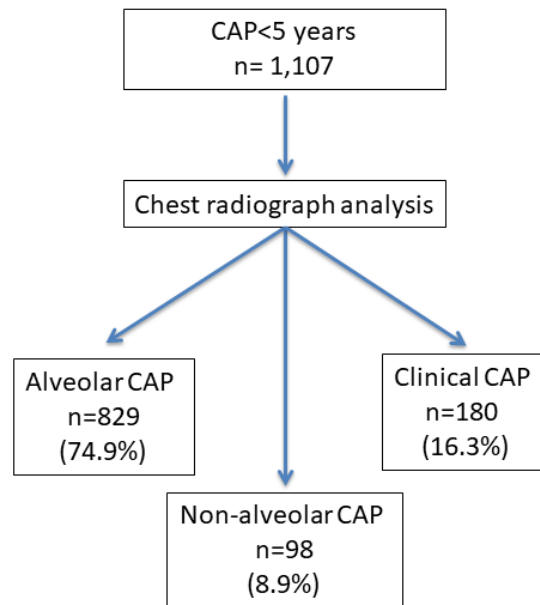 CAP<5 years
n= 1,107
Chest radiograph analysis
Alveolar CAP
n=829
(74.9%)
Clinical CAP
n=180
(16.3%)
Non-alveolar CAP
n=98
(8.9%)